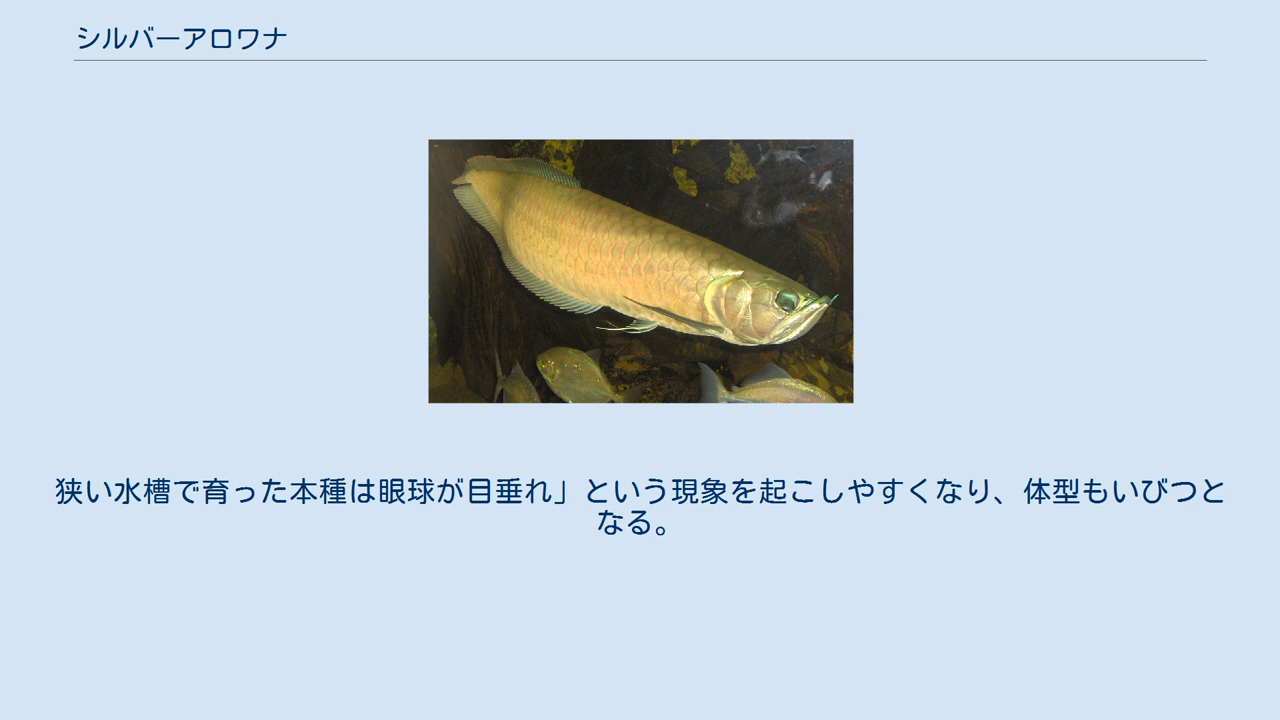 シルバーアロワナ
狭い水槽で育った本種は眼球が目垂れ」という現象を起こしやすくなり、体型もいびつと
なる。